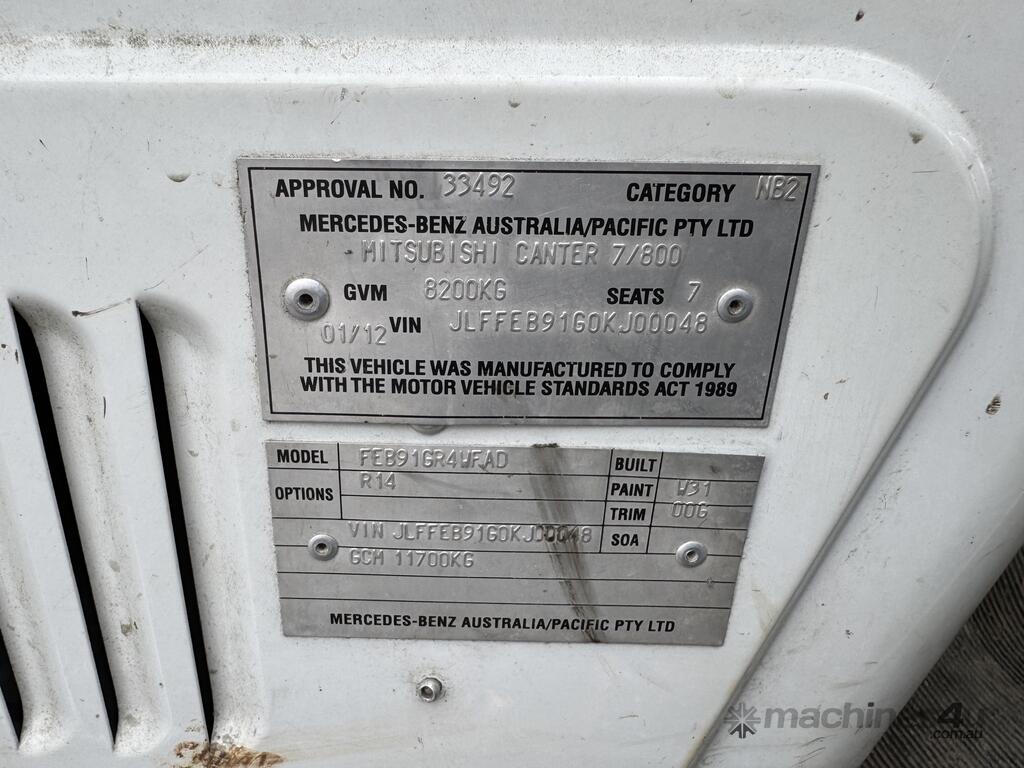 APPROVAL NO. 33492 CATEGORY NB2
MERCEDES-BENZ AUSTRALIA/PACIFIC PTY LTD
MITSUBISHI CANTER 7/800
GVM 8200KG SEATS 7
01/12 VIN JLFFEB91G0KJ00048
THIS VEHICLE WAS MANUFACTURED TO COMPLY
WITH THE MOTOR VEHICLE STANDARDS ACT 1989
MODEL FEB91GR4WFAD BUILT
OPTIONS R14 PAINT W31
TRIM 00G
VIN JLFFEB91G0KJ00048 SOA
GCM 11700KG
MERCEDES-BENZ AUSTRALIA/PACIFIC PTY LTD
machines4u
.com.au